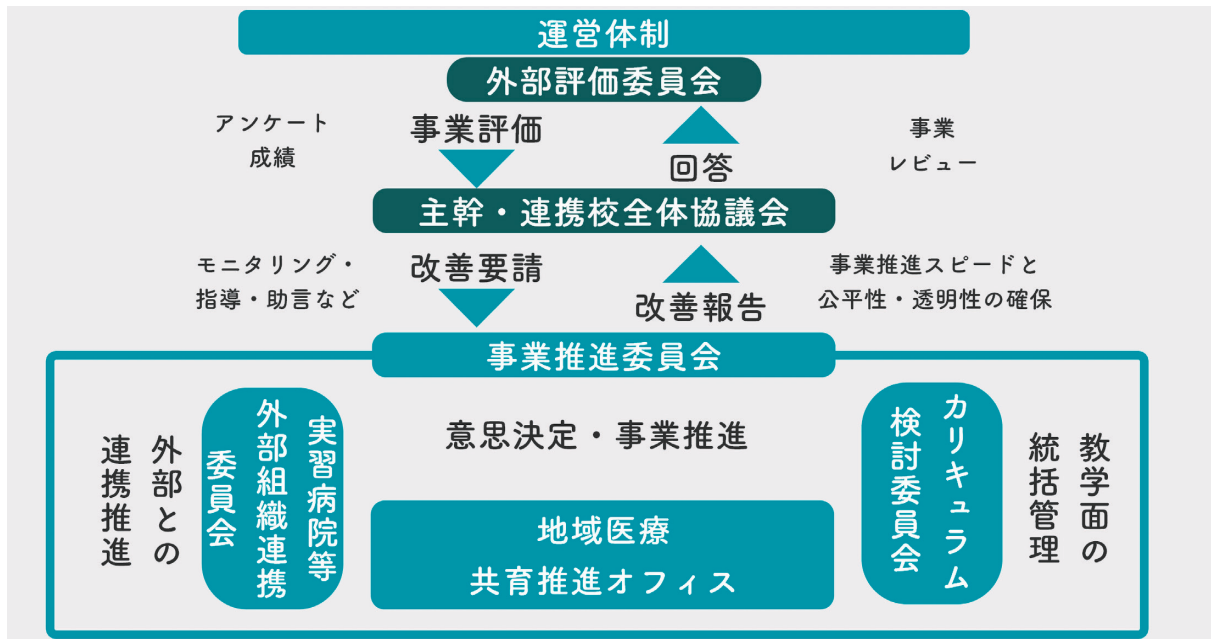 運営体制
外部評価委員会
アンケート
成績
事業評価
回答
事業
レビュー
主幹・連携校全体協議会
モニタリング・
指導・助言など
改善要請
改善報告
事業推進スピードと
公平性・透明性の確保
事業推進委員会
外部との
連携推進
実習病院等
外部組織連携
委員会
意思決定・事業推進
地域医療
共育推進オフィス
カリキュラム
検討委員会
教学面の
統括管理